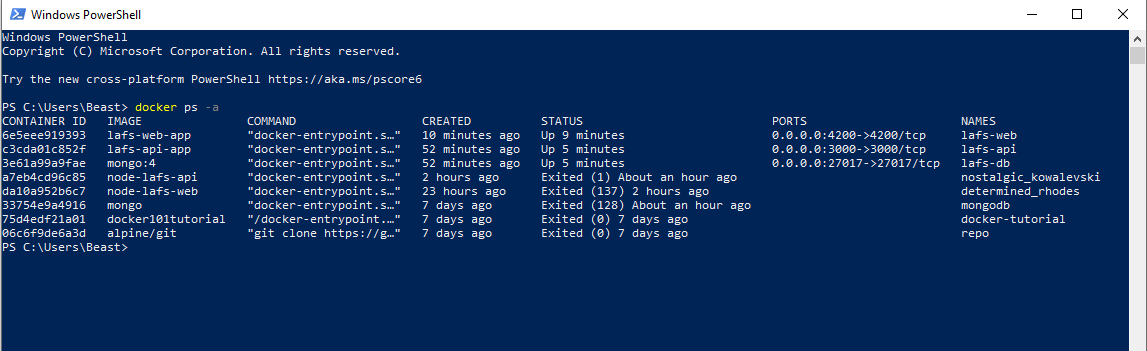 Windows PowerShell
Windows PowerShell
Copyright (C) Microsoft Corporation. All rights reserved.
Try the new cross-platform PowerShell https://aka.ms/pscore6
PS C:\Users\Beast> docker ps -a
CONTAINER ID   IMAGE               COMMAND                  CREATED          STATUS                           PORTS                      NAMES
6e5eee919393   lafs-web-app        "docker-entrypoint.s…"   10 minutes ago   Up 9 minutes                     0.0.0.0:4200->4200/tcp     lafs-web
c3cda01c852f   lafs-api-app        "docker-entrypoint.s…"   52 minutes ago   Up 5 minutes                     0.0.0.0:3000->3000/tcp     lafs-api
3e61a99a9fae   mongo:4             "docker-entrypoint.s…"   52 minutes ago   Up 5 minutes                     0.0.0.0:27017->27017/tcp   lafs-db
a7eb4cd96c85   node-lafs-api       "docker-entrypoint.s…"   2 hours ago      Exited (1) About an hour ago                                nostalgic_kowalevski
da10a952b6c7   node-lafs-web       "docker-entrypoint.s…"   23 hours ago     Exited (137) 2 hours ago                                    determined_rhodes
33754e9a4916   mongo               "docker-entrypoint.s…"   7 days ago       Exited (128) About an hour ago                              mongodb
75d4edf21a01   docker101tutorial   "/docker-entrypoint.…"   7 days ago       Exited (0) 7 days ago                                       docker-tutorial
06c6f9de6a3d   alpine/git          "git clone https://g…"   7 days ago       Exited (0) 7 days ago                                       repo
PS C:\Users\Beast>